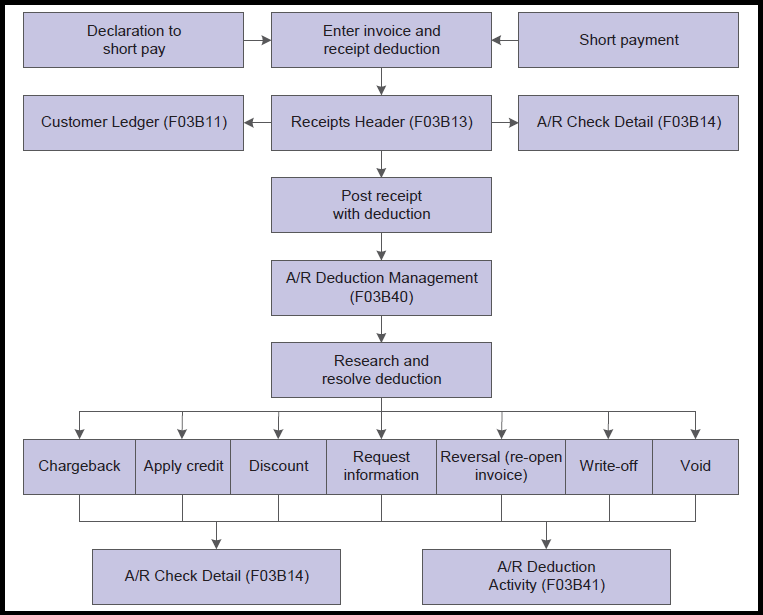 Declaration to
short pay
Enter invoice and
receipt deduction
Short payment
Customer Ledger (F03B11)
Receipts Header (F03B13)
A/R Check Detail (F03B14)
Post receipt
with deduction
A/R Deduction Management
(F03B40)
Research and
resolve deduction
Chargeback
Apply credit
Discount
Request
information
Reversal (re-open
invoice)
Write-off
Void
A/R Check Detail (F03B14)
A/R Deduction
Activity (F03B41)